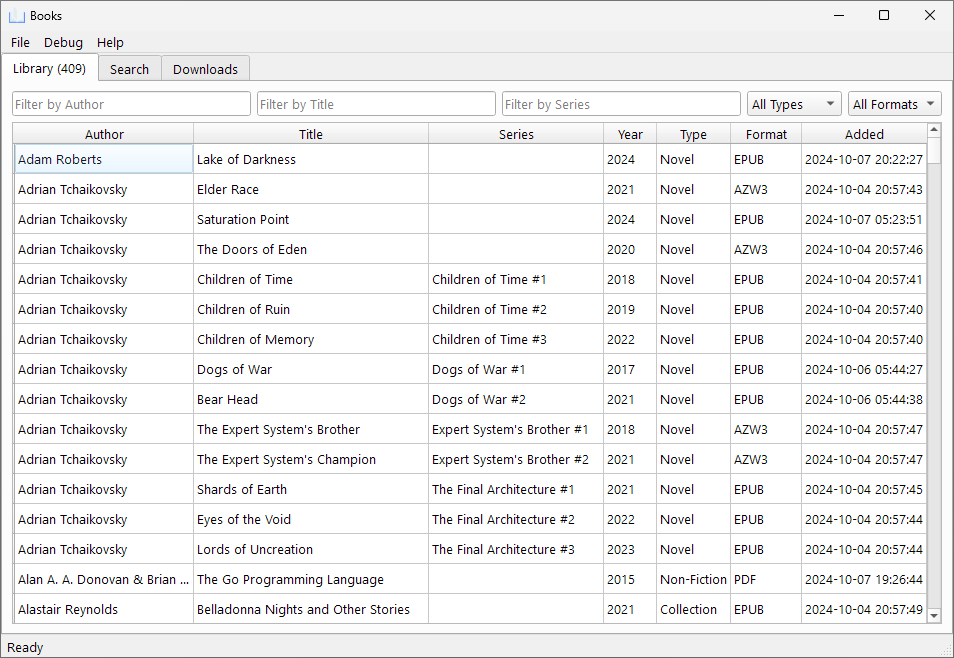 Books
File Debug Help
Library (409) Search Downloads
Filter by Author Filter by Title Filter by Series All Types All Formats
Author Title Series Year Type Format Added
Adam Roberts Lake of Darkness 2024 Novel EPUB 2024-10-07 20:22:27
Adrian Tchaikovsky Elder Race 2021 Novel AZW3 2024-10-04 20:57:43
Adrian Tchaikovsky Saturation Point 2024 Novel EPUB 2024-10-07 05:23:51
Adrian Tchaikovsky The Doors of Eden 2020 Novel AZW3 2024-10-04 20:57:46
Adrian Tchaikovsky Children of Time Children of Time #1 2018 Novel EPUB 2024-10-04 20:57:41
Adrian Tchaikovsky Children of Ruin Children of Time #2 2019 Novel EPUB 2024-10-04 20:57:40
Adrian Tchaikovsky Children of Memory Children of Time #3 2022 Novel EPUB 2024-10-04 20:57:40
Adrian Tchaikovsky Dogs of War Dogs of War #1 2017 Novel EPUB 2024-10-06 05:44:27
Adrian Tchaikovsky Bear Head Dogs of War #2 2021 Novel EPUB 2024-10-06 05:44:38
Adrian Tchaikovsky The Expert System's Brother Expert System's Brother #1 2018 Novel AZW3 2024-10-04 20:57:47
Adrian Tchaikovsky The Expert System's Champion Expert System's Brother #2 2021 Novel AZW3 2024-10-04 20:57:47
Adrian Tchaikovsky Shards of Earth The Final Architecture #1 2021 Novel EPUB 2024-10-04 20:57:45
Adrian Tchaikovsky Eyes of the Void The Final Architecture #2 2022 Novel EPUB 2024-10-04 20:57:44
Adrian Tchaikovsky Lords of Uncreation The Final Architecture #3 2023 Novel EPUB 2024-10-04 20:57:44
Alan A. A. Donovan & Brian ... The Go Programming Language 2015 Non-Fiction PDF 2024-10-07 19:26:44
Alastair Reynolds Belladonna Nights and Other Stories 2021 Collection EPUB 2024-10-04 20:57:49
Ready